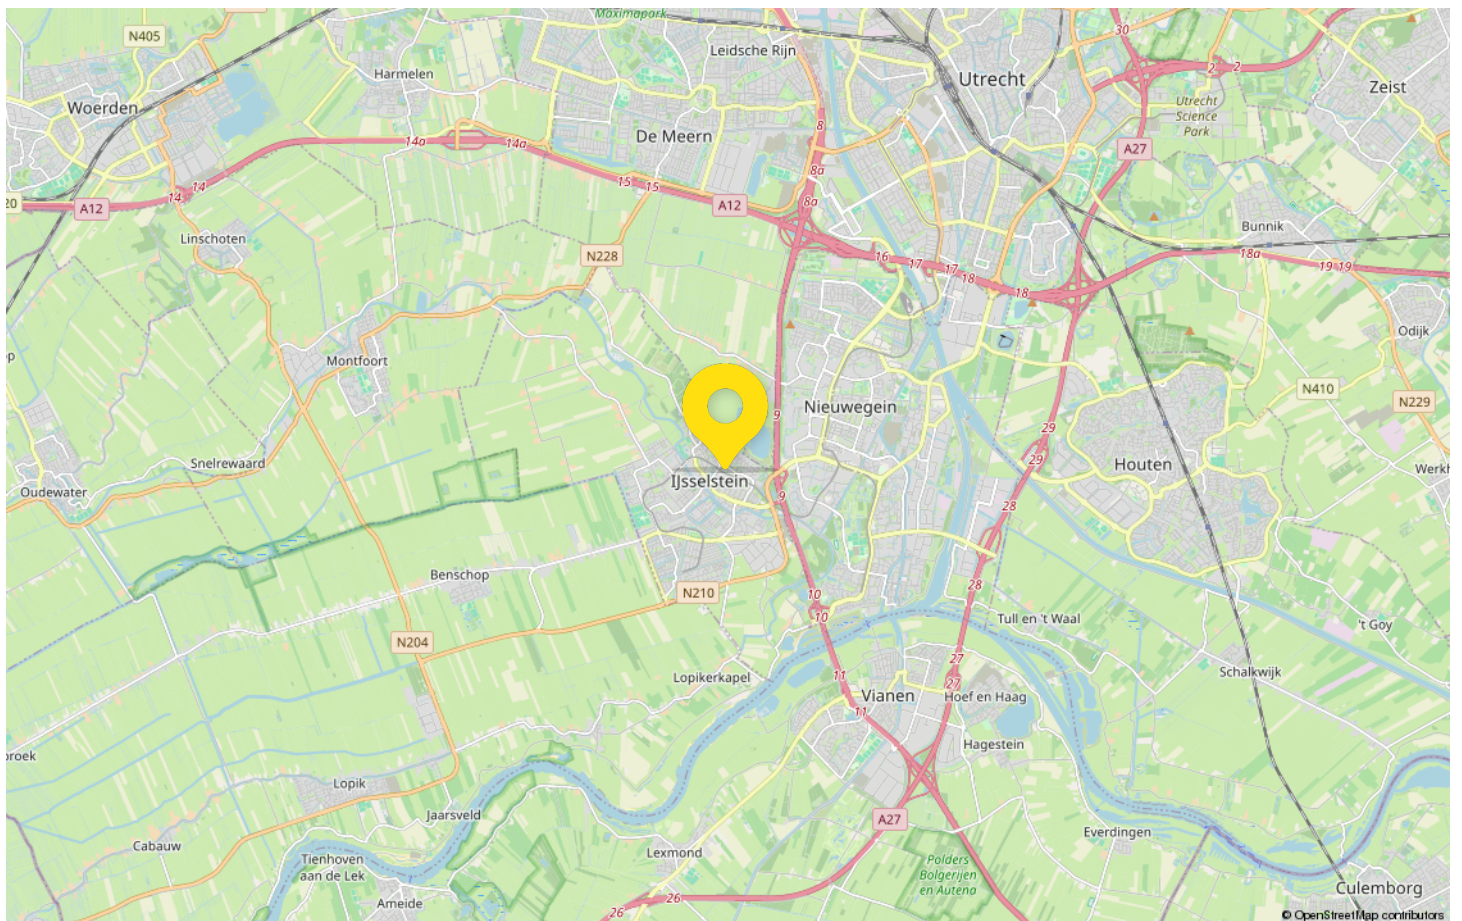 Maximapark
N405
Leidsche Rijn
30
Harmelen
Utrecht
2
2
Zeist
Woerden
Utrecht
Science
Park
De Meern
8
A27
14a
14a
8a
15
15
14
14
20
A12
A12
8a
Linschoten
Bunnik
N228
16
17
17
18
18
18a
19
19
Odijk
Montfoort
N410
N229
Nieuwegein
9
29
29
Snelrewaard
Houten
Oudewater
IJsselstein
9
28
Benschop
28
N210
10
10
Tull en 't Waal
't Goy
N204
27
27
Lopikerkapel
11
Schalkwijk
Vianen
Hoef en Haag
11
Hagestein
Lopik
Jaarsveld
A27
Everdingen
Cabauw
Lexmond
Tienhoven
aan de Lek
Polders
Bolgerijen
en Autena
Culemborg
Ameide
26
26
© OpenStreetMap contributors